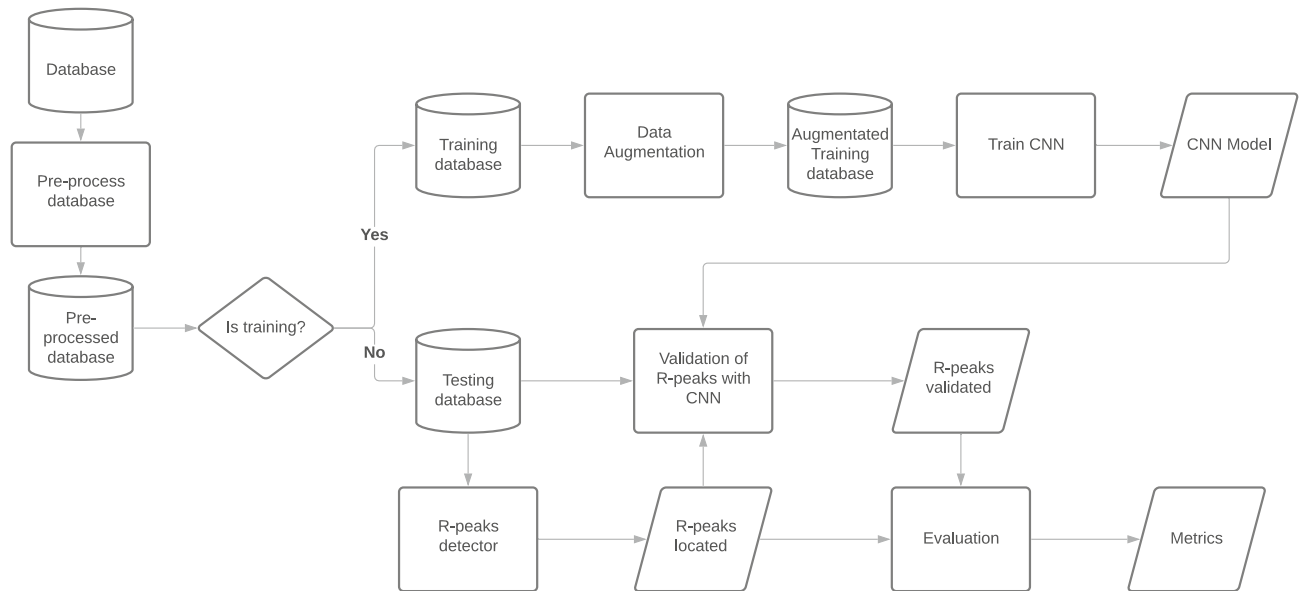 Database
Pre-process
database
Pre-
processed
database
Is training?
Yes
No
Training
database
Data
Augmentation
Augmentated
Training
database
Train CNN
CNN Model
Testing
database
Validation of
R-peaks with
CNN
R-peaks
validated
R-peaks
detector
R-peaks
located
Evaluation
Metrics